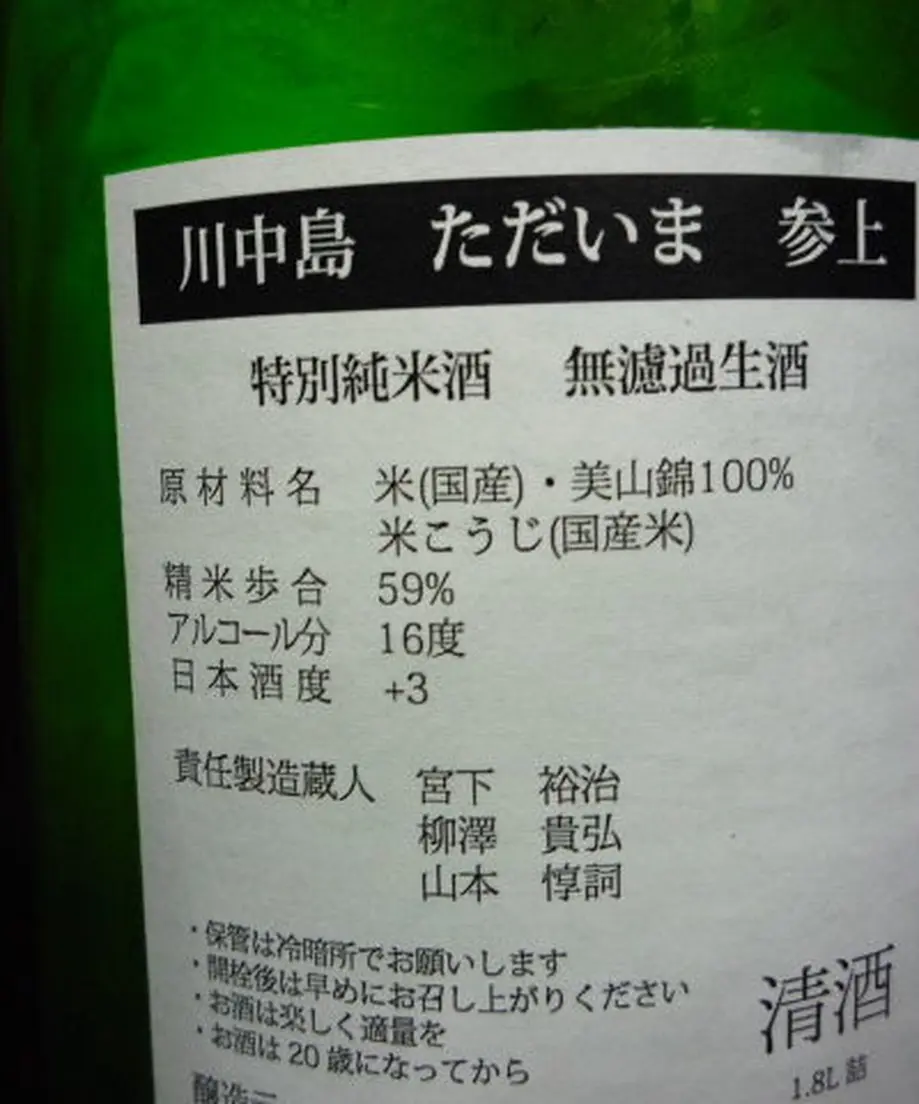 川中島 ただいま 参上
特別純米酒 無濾過生酒
原材料名 米(国産)・美山錦100%
米こうじ(国産米)
精米歩合 59%
アルコール分 16度
日本酒度 +3
責任製造蔵人 宮下 裕治
柳澤 貴弘
山本 惇詞
・保管は冷暗所でお願いします
・開栓後は早めにお召し上がりください
・お酒は楽しく適量を
・お酒は20歳になってから
清酒
1.8L 詰
醸造元